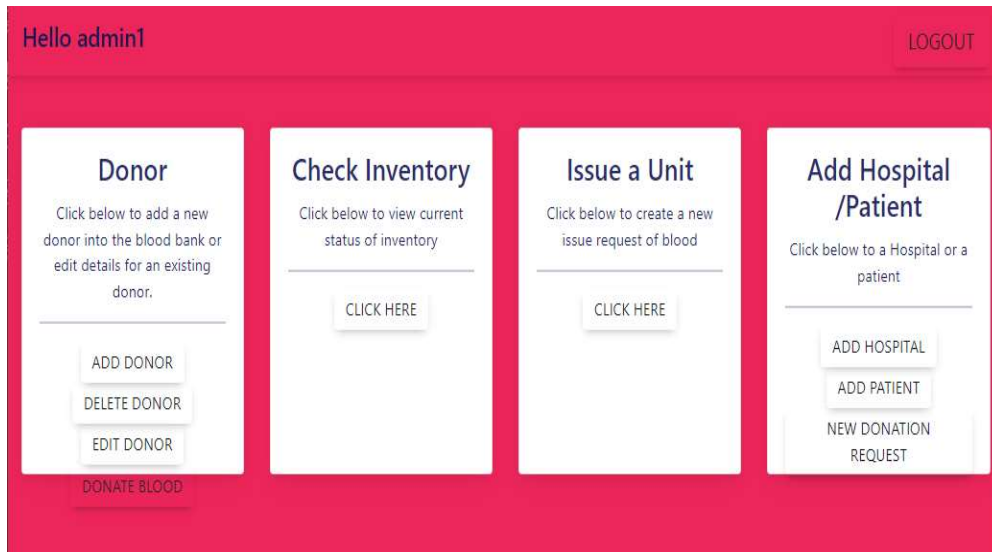 Hello admin1
LOGOUT
Donor
Click below to add a new
donor into the blood bank or
edit details for an existing
donor.
ADD DONOR
DELETE DONOR
EDIT DONOR
DONATE BLOOD
Check Inventory
Click below to view current
status of inventory
CLICK HERE
Issue a Unit
Click below to create a new
issue request of blood
CLICK HERE
Add Hospital
/Patient
Click below to a Hospital or a
patient
ADD HOSPITAL
ADD PATIENT
NEW DONATION
REQUEST